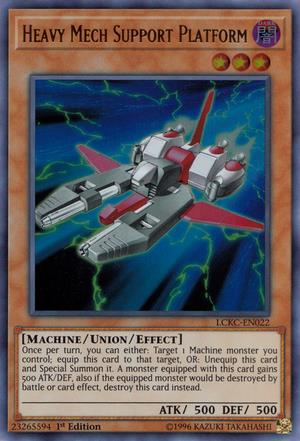 HEAVY MECH SUPPORT PLATFORM
闇
LCKC-EN022
[MACHINE/UNION/EFFECT]
Once per turn, you can either: Target 1 Machine monster you
control; equip this card to that target, OR: Unequip this card
and Special Summon it. A monster equipped with this card gains
500 ATK/DEF, also if the equipped monster would be destroyed by
battle or card effect, destroy this card instead.
ATK/ 500 DEF/ 500
23265594 1st Edition ©1996 KAZUKI TAKAHASHI